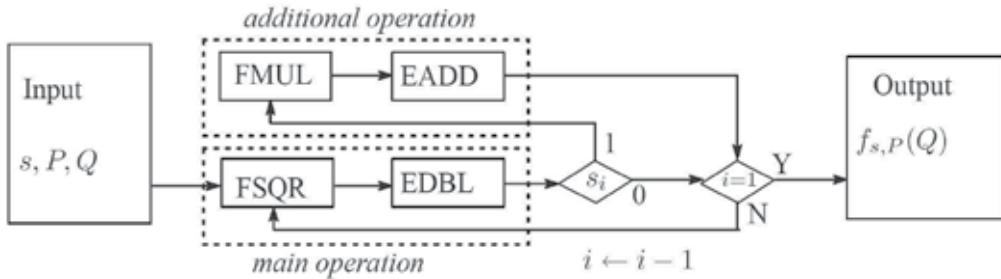 additional operation
FMUL
EADD
Input
s, P, Q
Output
f_{s,P}(Q)
1
FSQR
EDBL
s_i
0
i=1
Y
N
main operation
i ← i − 1